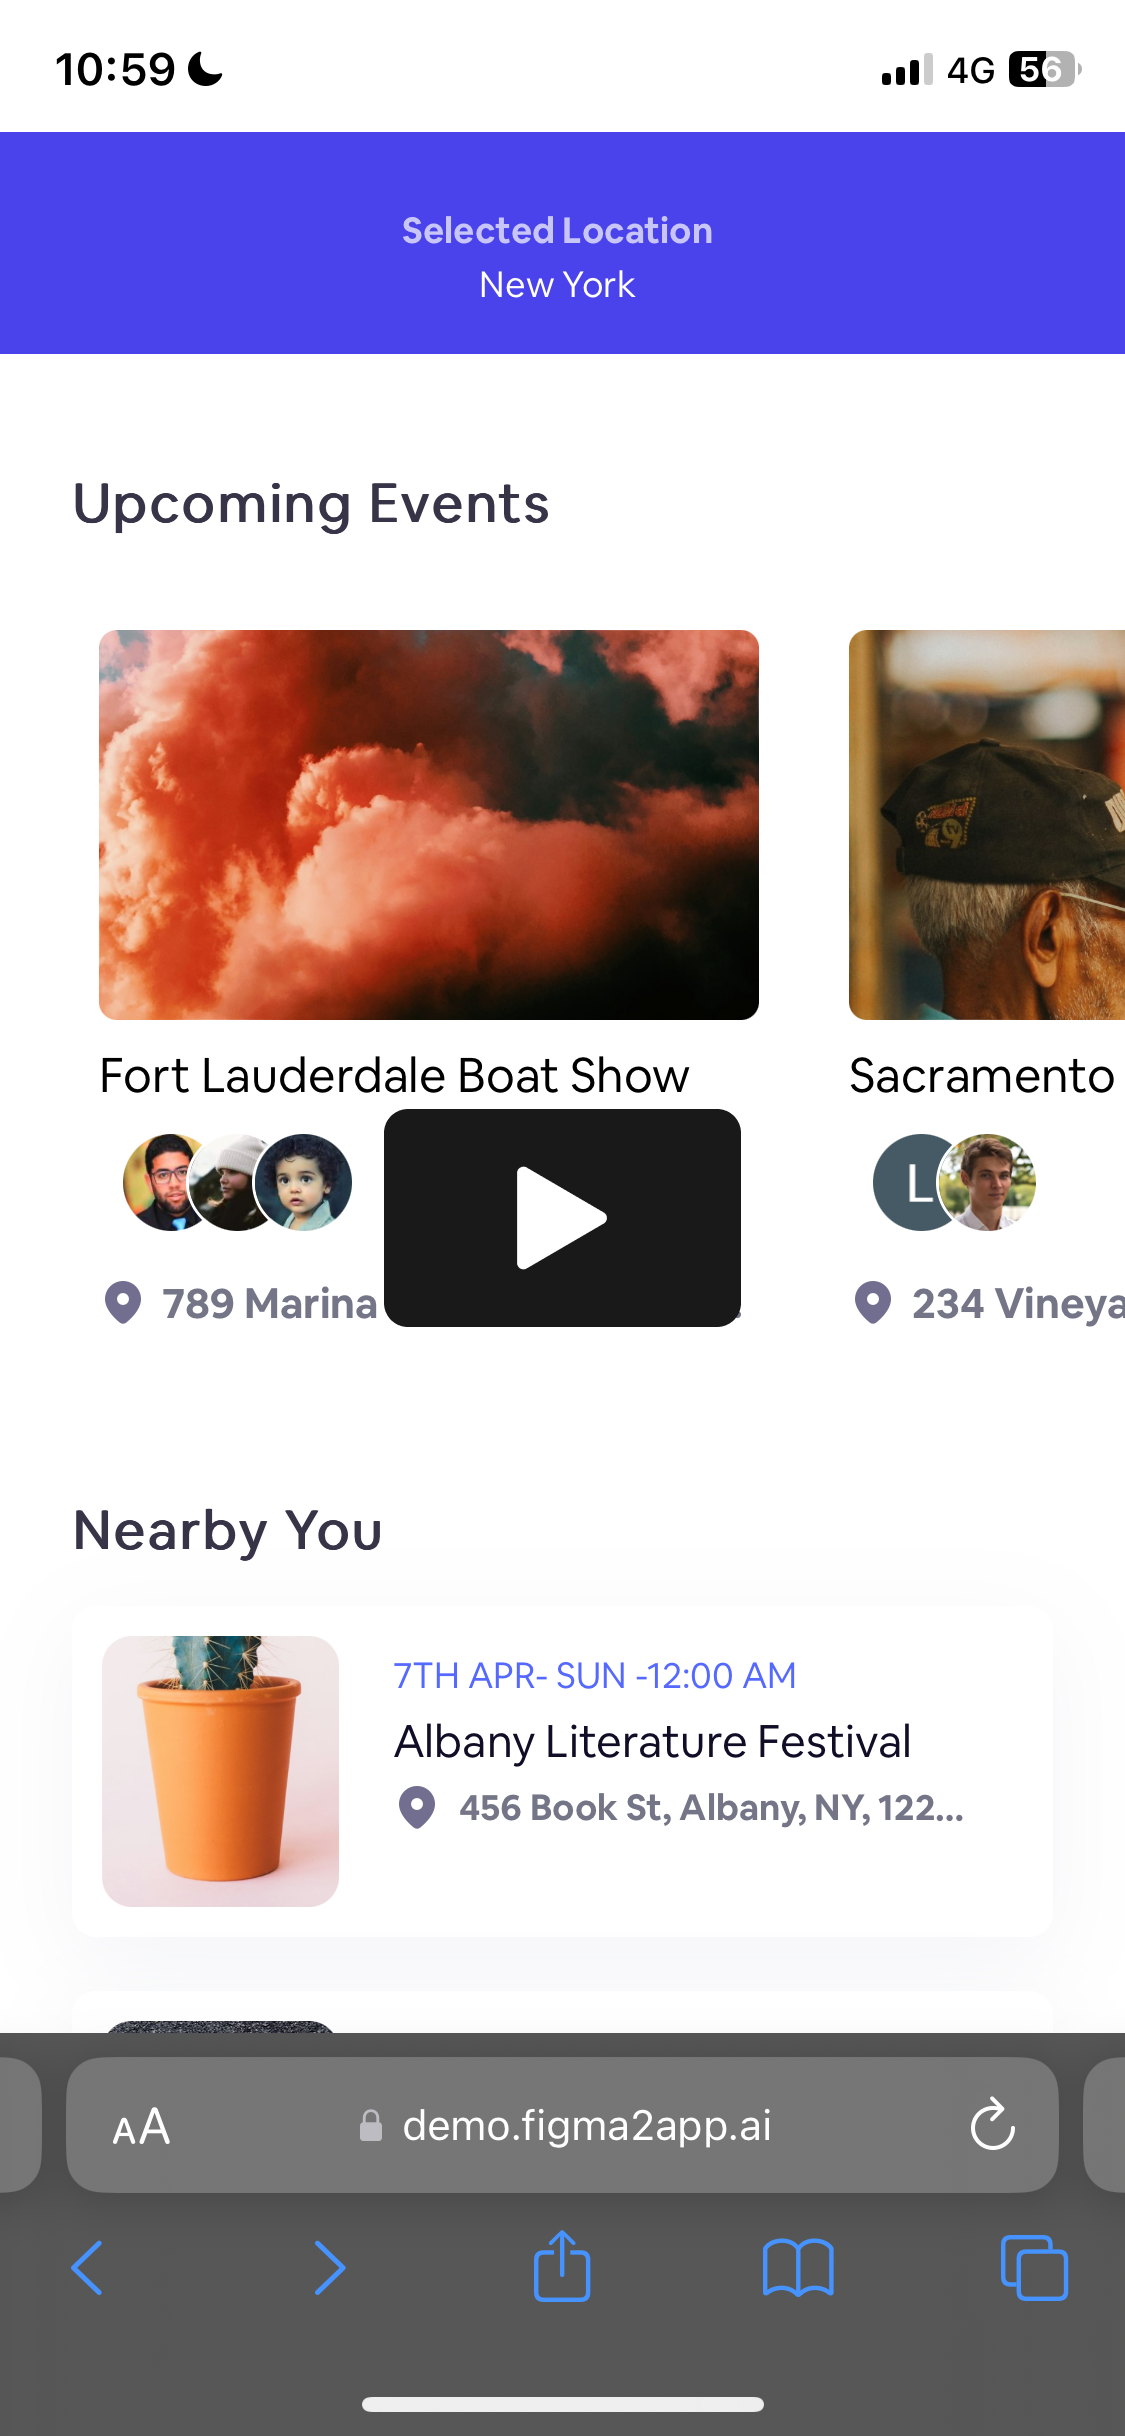 10:59
4G 56
Selected Location
New York
Upcoming Events
Fort Lauderdale Boat Show
Sacramento
L
789 Marina
234 Vineya
Nearby You
7TH APR- SUN -12:00 AM
Albany Literature Festival
456 Book St, Albany, NY, 122...
AA
demo.figma2app.ai